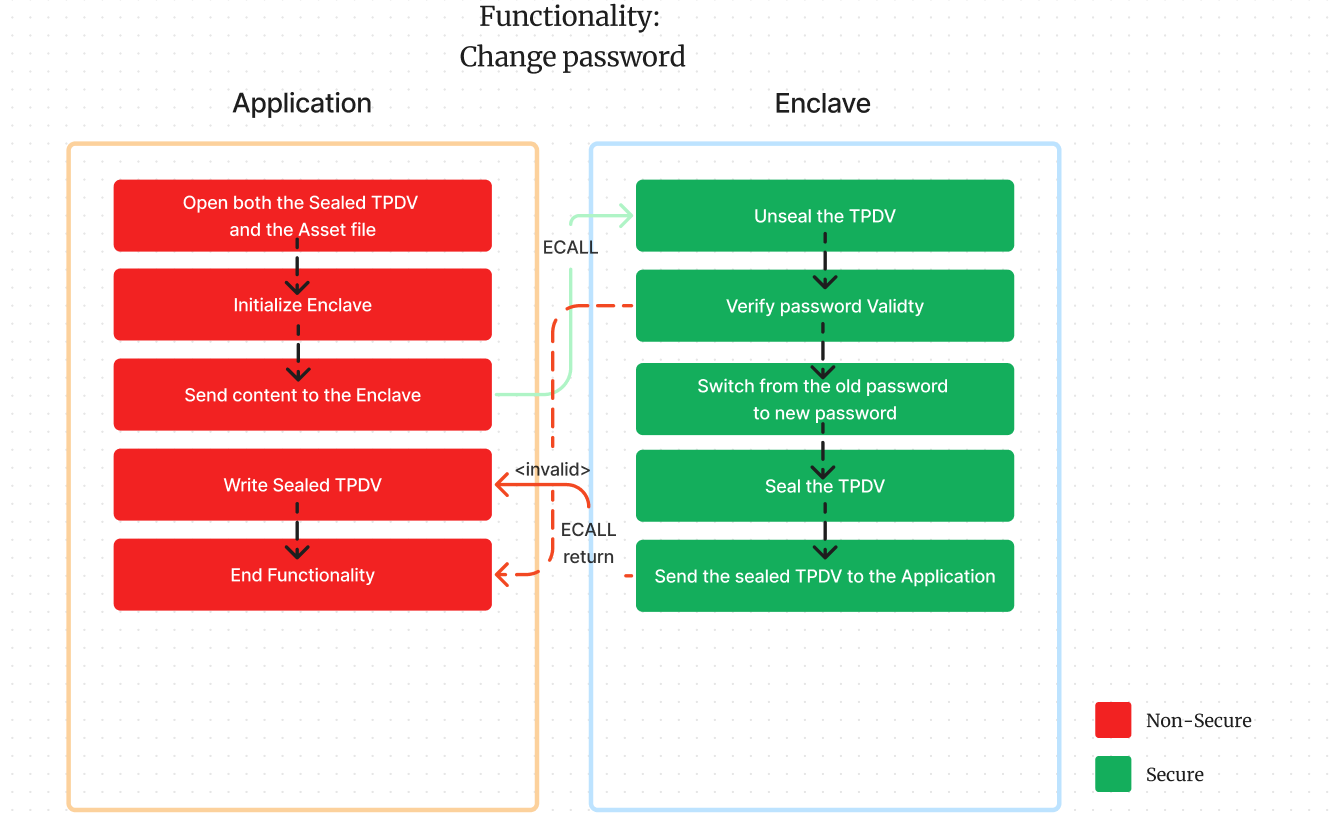 Functionality:
Change password
Application
Enclave
Open both the Sealed TPDV
and the Asset file
Initialize Enclave
Send content to the Enclave
Write Sealed TPDV
End Functionality
ECALL
<invalid>
ECALL
return
Unseal the TPDV
Verify password Validty
Switch from the old password
to new password
Seal the TPDV
Send the sealed TPDV to the Application
Non-Secure
Secure